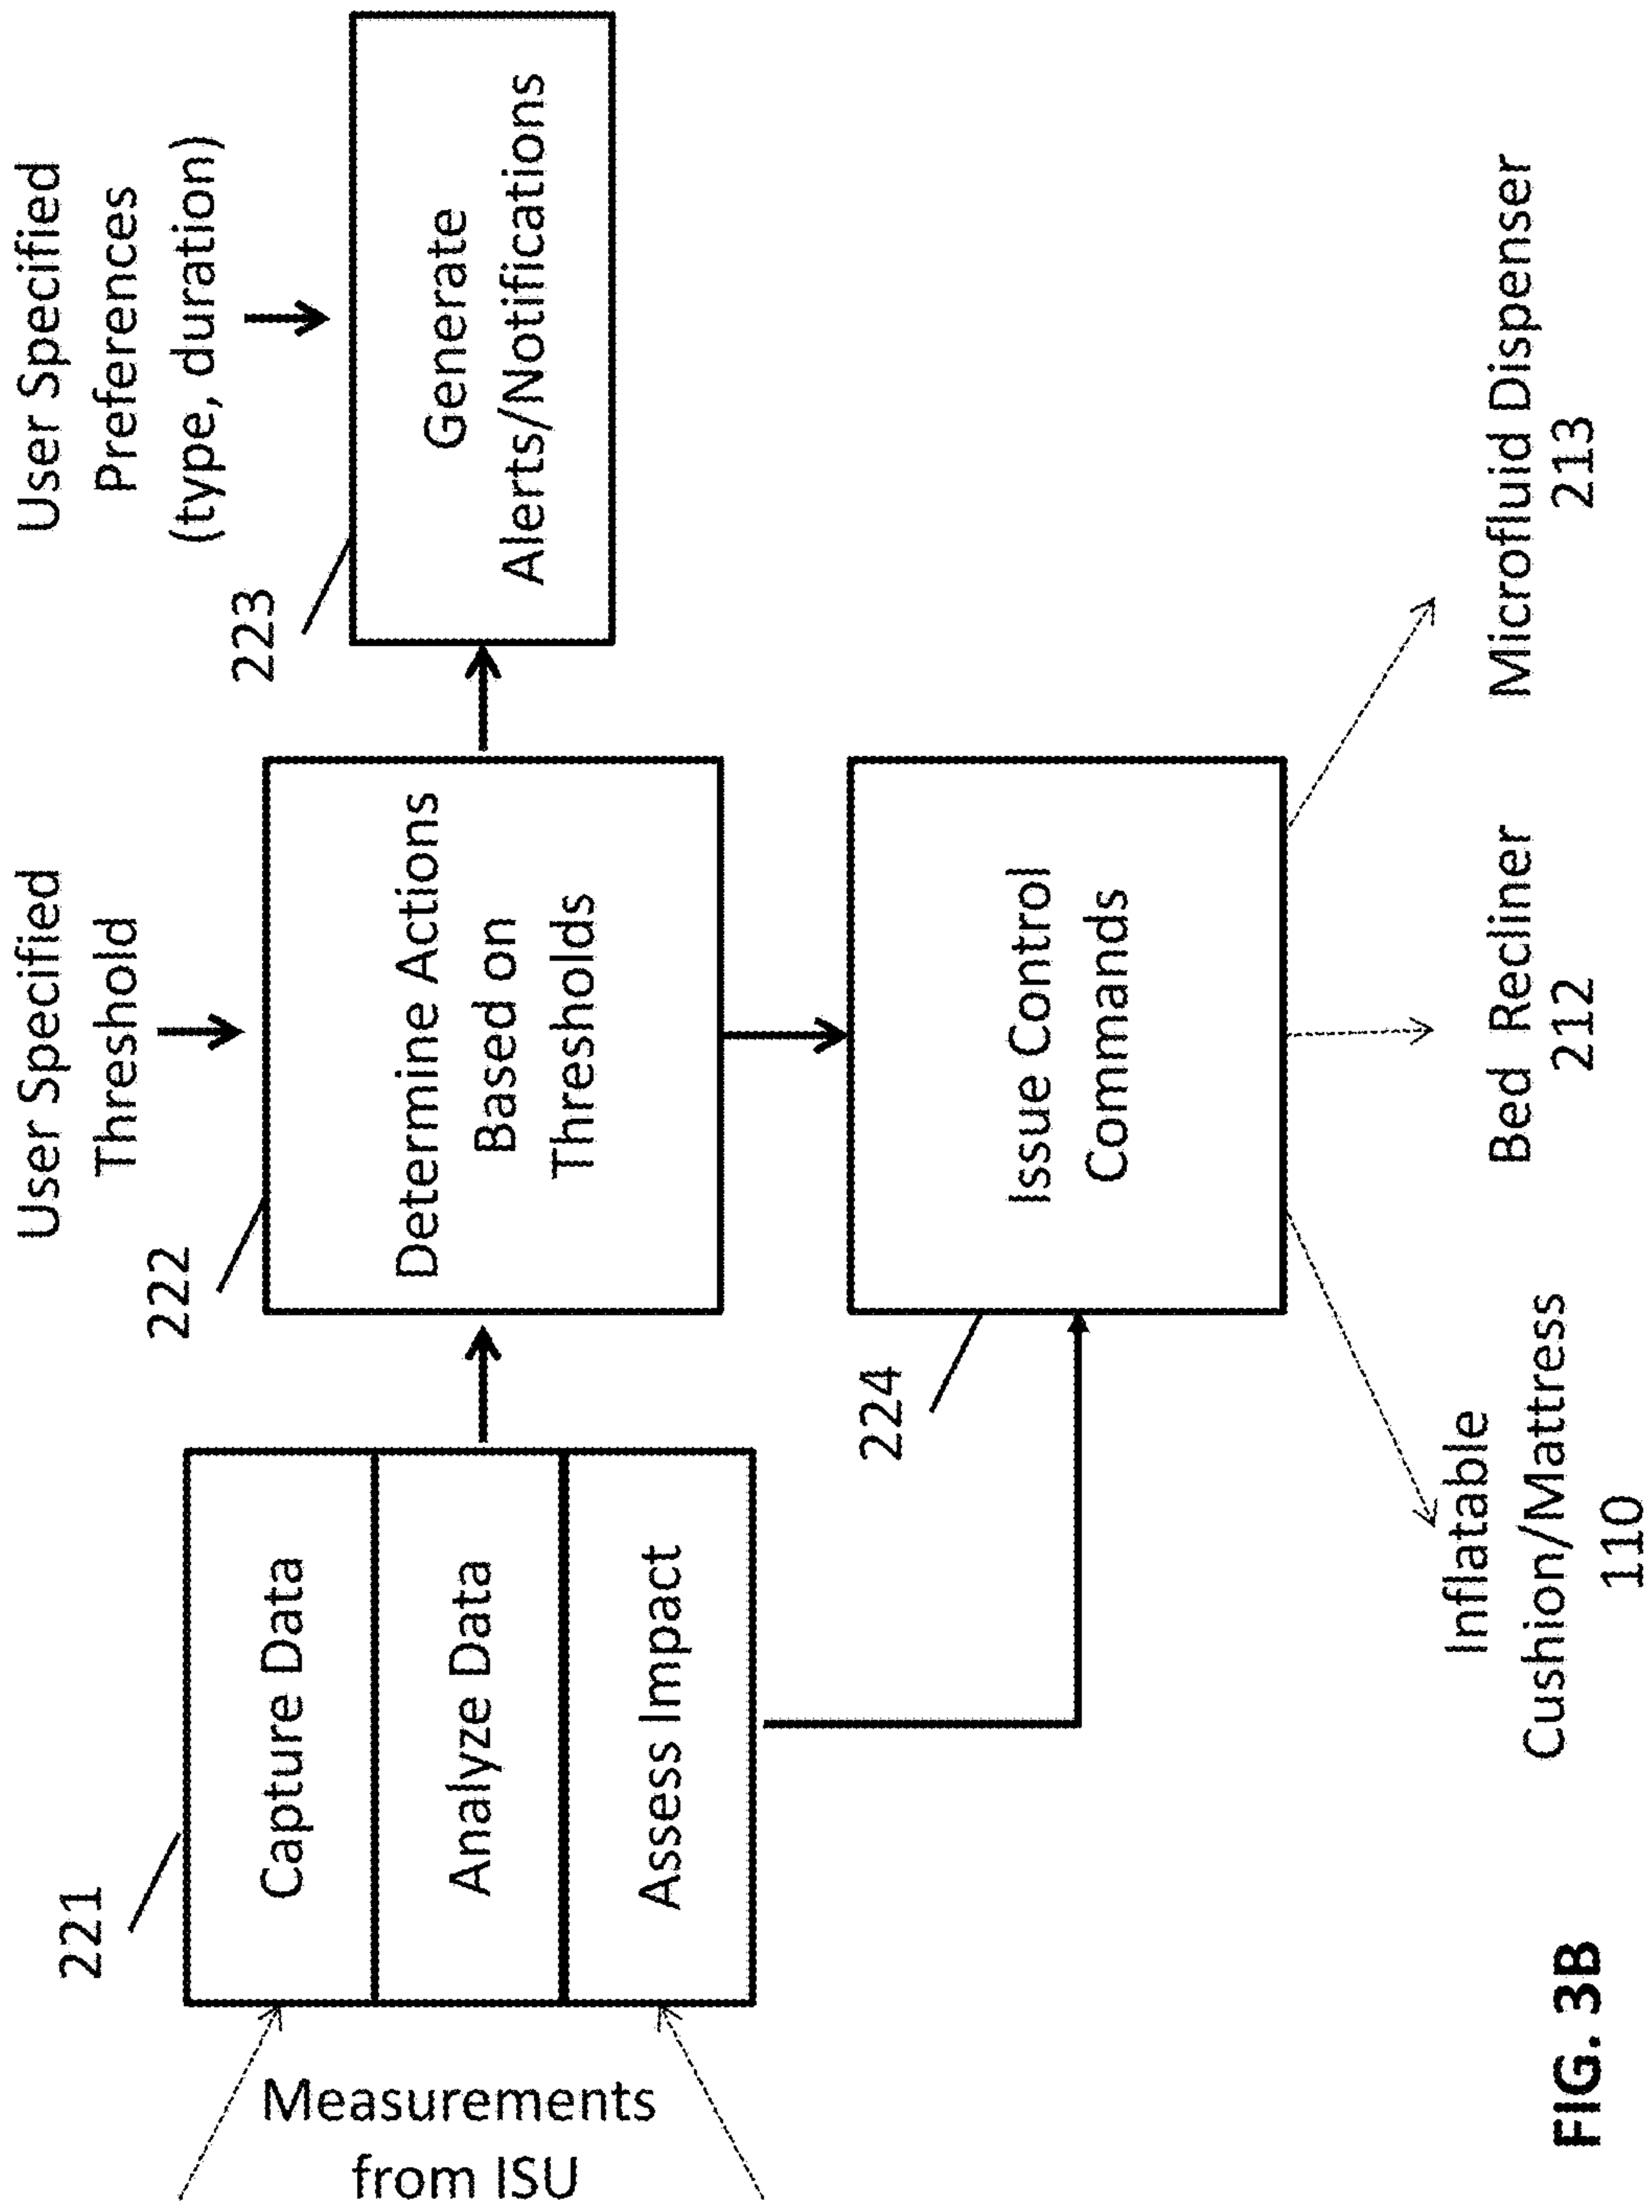 User Specified
Threshold
User Specified
Preferences
(type, duration)
221
222
223
Capture Data
Analyze Data
Assess Impact
Determine Actions
Based on
Thresholds
Generate
Alerts/Notifications
Measurements
from ISU
224
Issue Control
Commands
Inflatable
Cushion/Mattress
110
Bed Recliner
212
Microfluid Dispenser
213
FIG. 3B